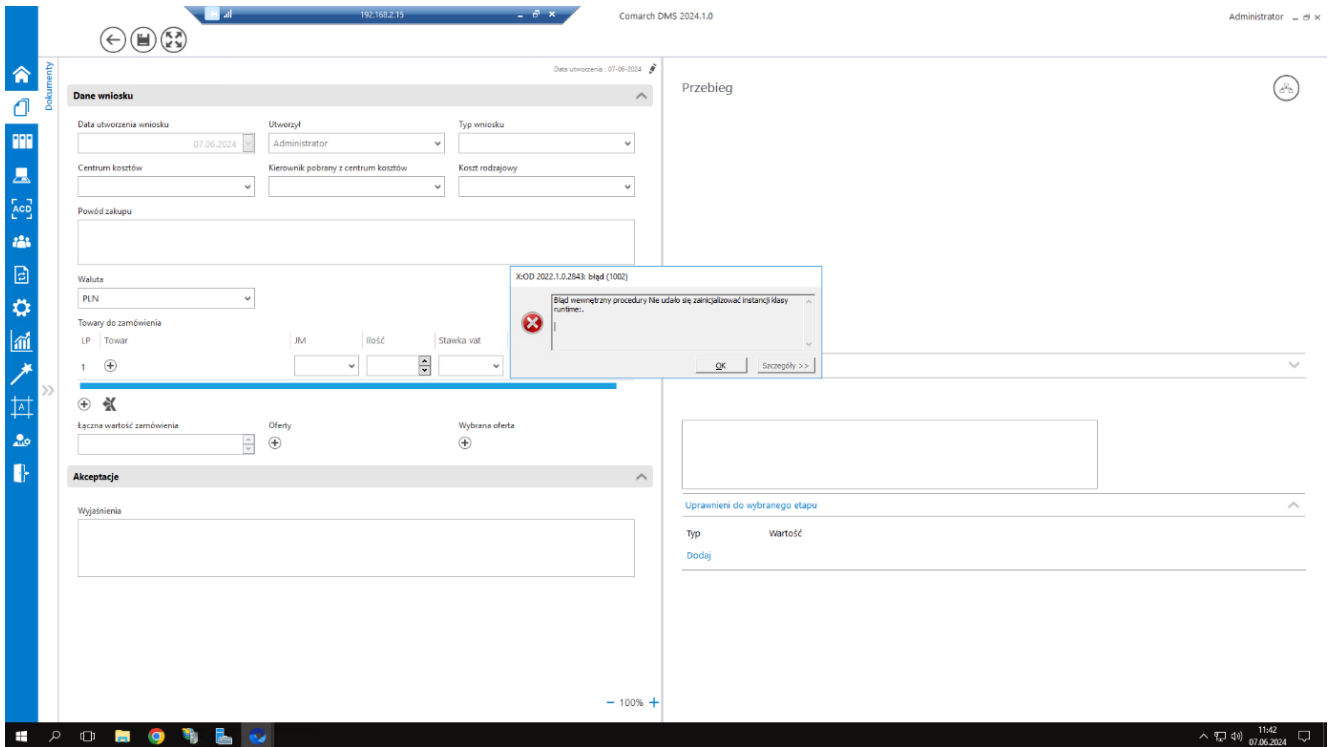 192.168.2.15
Comarch DMS 2024.1.0
Administrator
Dokumenty
ACD
A
Data utworzenia : 07-06-2024
Dane wniosku
Data utworzenia wniosku
Utworzył
Typ wniosku
07.06.2024
Administrator
Centrum kosztów
Kierownik pobrany z centrum kosztów
Koszt rodzajowy
Powód zakupu
Waluta
PLN
Towary do zamówienia
LP
Towar
JM
Ilość
Stawka vat
1
Łączna wartość zamówienia
Oferty
Wybrana oferta
Akceptacje
Wyjaśnienia
- 100% +
X:OD 2022.1.0.2843: błąd (1002)
Błąd wewnętrzny procedury Nie udało się zainicjalizować instancji klasy
runtime:.
OK
Szczegóły >>
Przebieg
Uprawnieni do wybranego etapu
Typ
Wartość
Dodaj
11:42
07.06.2024